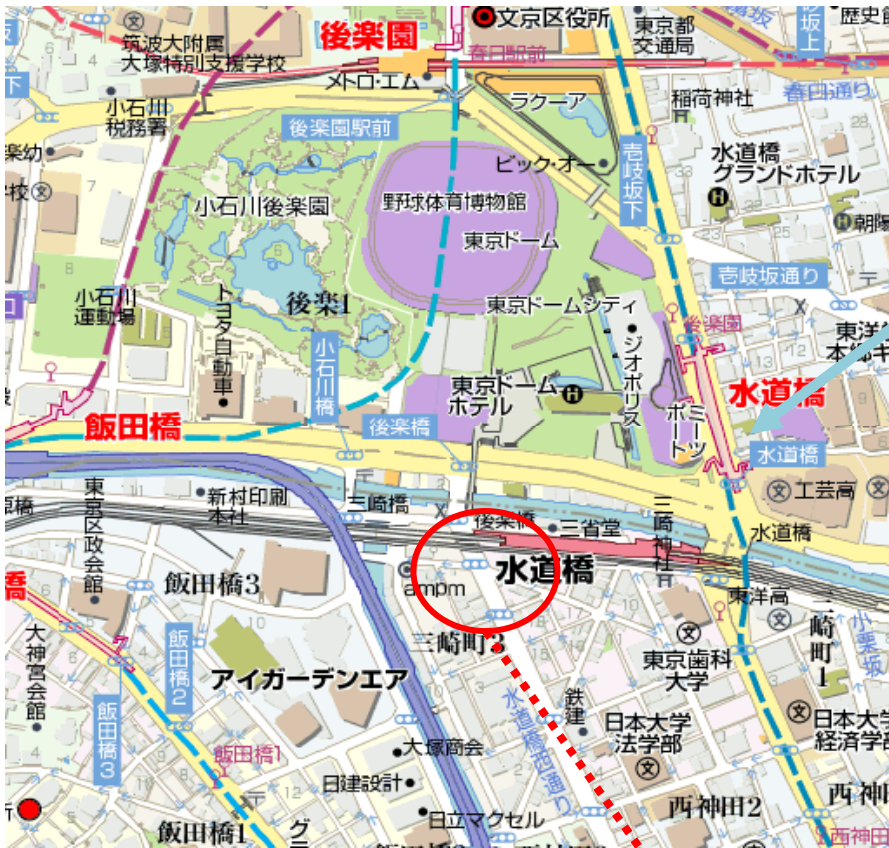 後楽園
文京区役所
東京都
交通局
坂上
筑波大附属
大塚特別支援学校
春日駅前
メトロ・エム
ラクーア
稲荷神社
春日通り
小石川
税務署
後楽園駅前
壱岐坂下
水道橋
グランドホテル
ビック・オー
小石川後楽園
野球体育博物館
東京ドーム
壱岐坂通り
小石川
運動場
トヨタ自動車
後楽1
東京ドームシティ
後楽園
ジオポリス
小石川橋
東京ドーム
ホテル
水道橋
飯田橋
後楽橋
ミーツ
ポート
水道橋
工芸高
新村印刷
本社
三崎橋
後楽橋
三省堂
三崎神社
水道橋
東京区政会館
飯田橋3
水道橋
ampm
東洋高
三崎町1
小栗坂
大神宮会館
飯田橋2
三崎町2
東京歯科
大学
アイガーデンエア
飯田橋3
水道橋西通り
鉄建
日本大学
法学部
日本大学
経済学部
飯田橋1
大塚商会
日建設計
日立マクセル
西神田2
飯田橋1
西神田